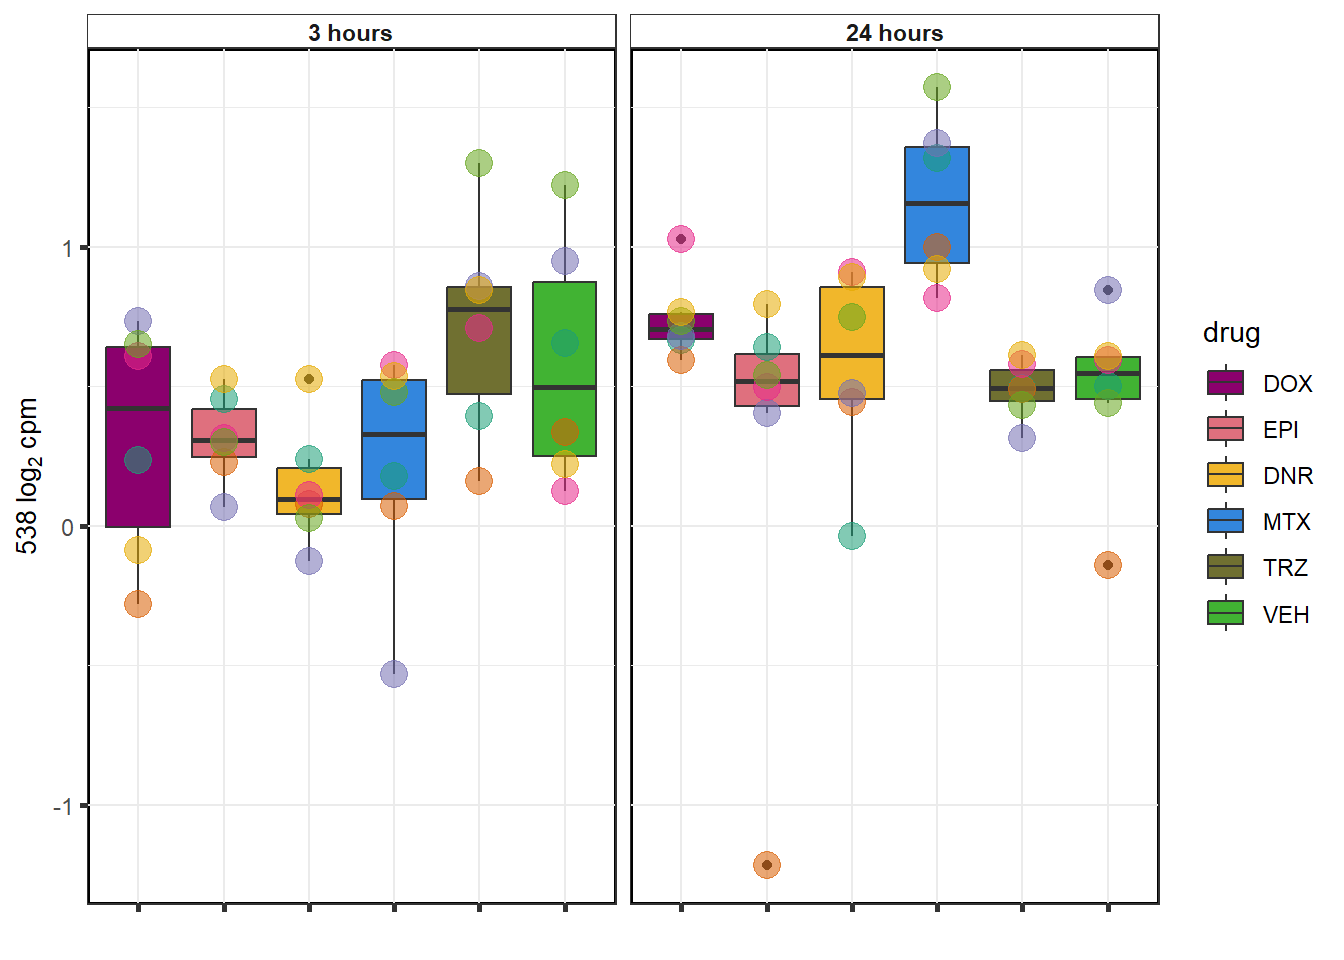 3 hours
24 hours
538 log₂ cpm
1
0
-1
drug
DOX
EPI
DNR
MTX
TRZ
VEH